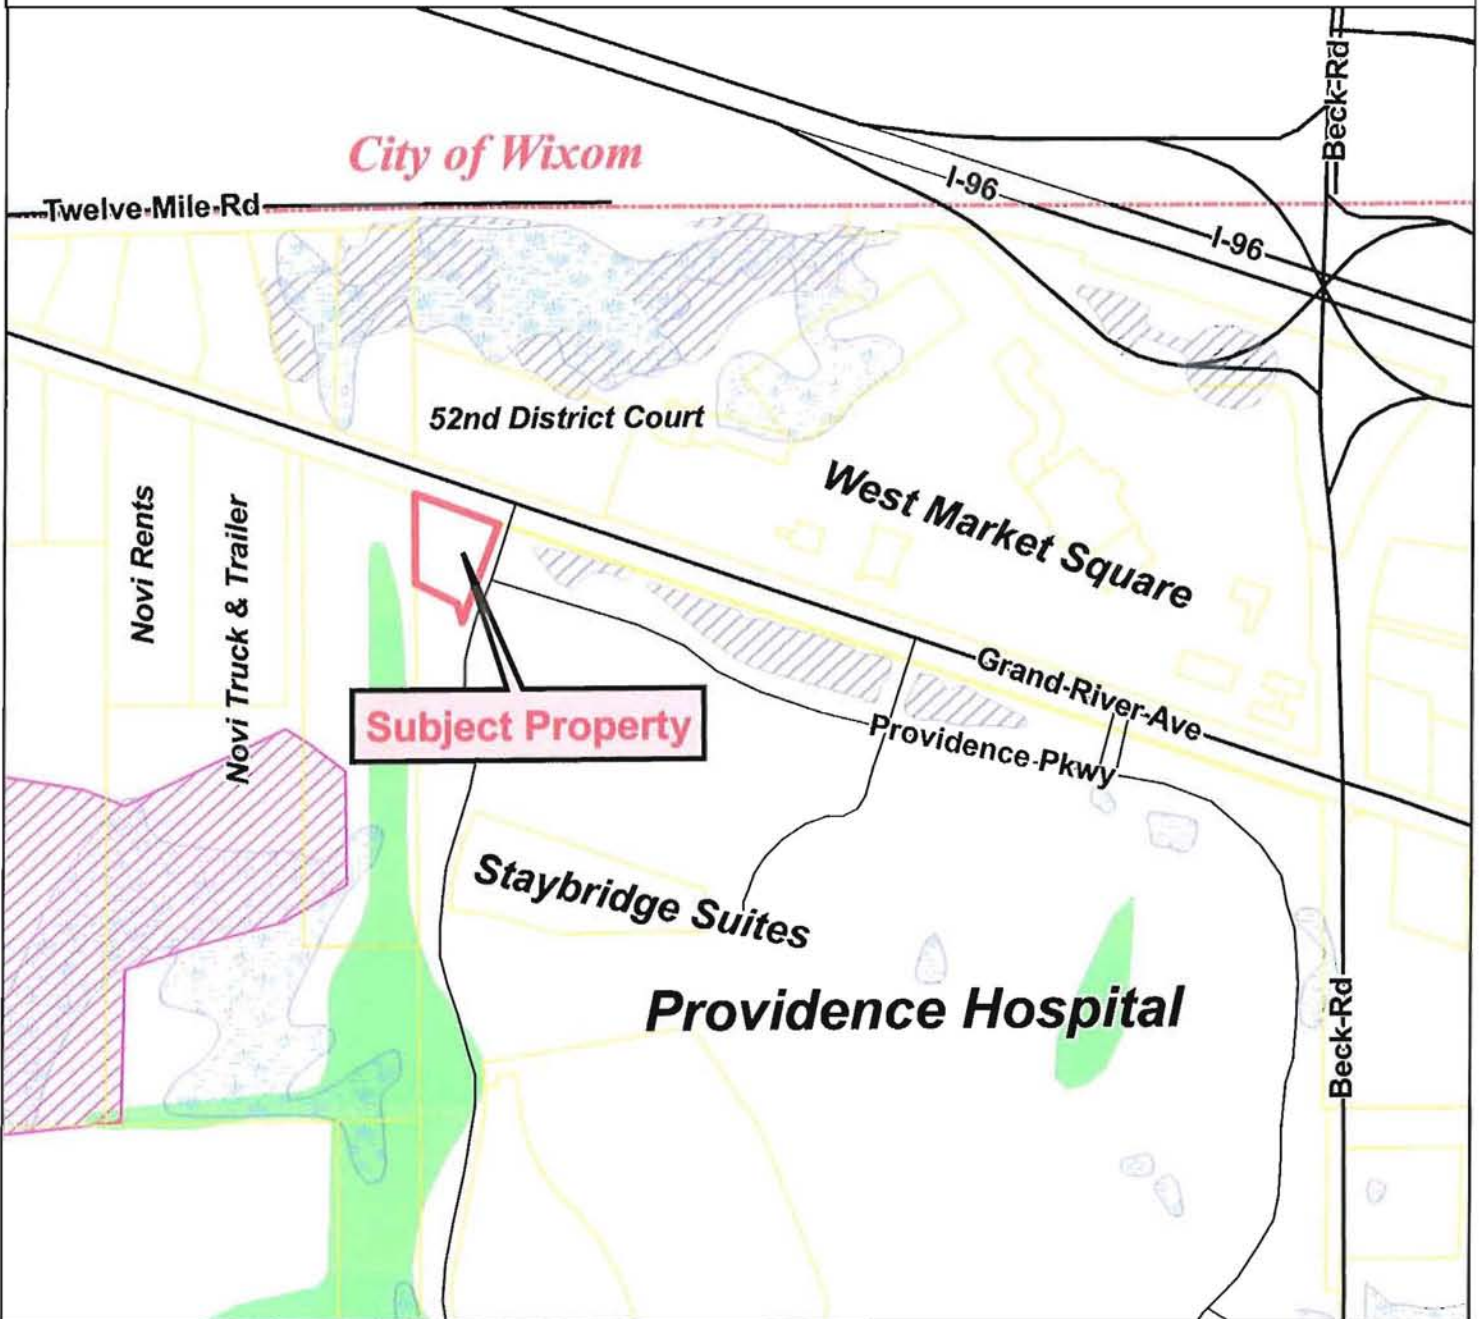 Beck-Rd
City of Wixom
I-96
Twelve-Mile-Rd
I-96
52nd District Court
West Market Square
Novi Rents
Novi Truck & Trailer
Grand-River-Ave
Subject Property
Providence-Pkwy
Staybridge Suites
Providence Hospital
Beck-Rd